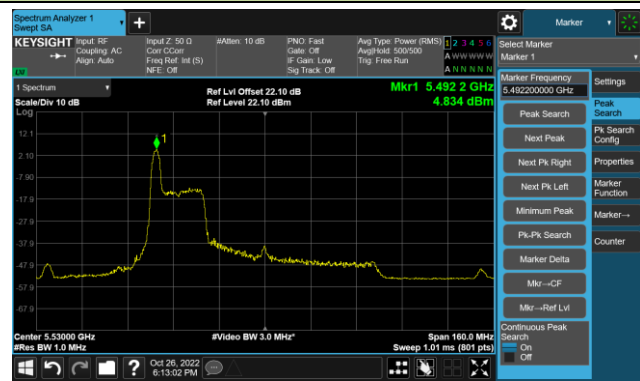 Spectrum Analyzer 1
Swept SA
+
Marker
KEYSIGHT
Input: RF
Coupling: AC
Align: Auto
Input Z: 50 Ω
Corr CCorr
Freq Ref: Int (S)
NFE: Off
#Atten: 10 dB
PNO: Fast
Gate: Off
IF Gain: Low
Sig Track: Off
Avg Type: Power (RMS)
Avg|Hold: 500/500
Trig: Free Run
1 2 3 4 5 6
A W W W W W
A N N N N N
Select Marker
Marker 1
1 Spectrum
Scale/Div 10 dB
Log
Ref Lvl Offset 22.10 dB
Ref Level 22.10 dBm
Mkr1 5.492 2 GHz
4.834 dBm
1
12.1
2.10
-7.90
-17.9
-27.9
-37.9
-47.9
-57.9
-67.9
Center 5.53000 GHz
#Res BW 1.0 MHz
#Video BW 3.0 MHz*
Span 160.0 MHz
Sweep 1.01 ms (801 pts)
Marker Frequency
5.492200000 GHz
Peak Search
Next Peak
Next Pk Right
Next Pk Left
Minimum Peak
Pk-Pk Search
Marker Delta
Mkr→CF
Mkr→Ref Lvl
Continuous Peak
Search
On
Off
Settings
Peak
Search
Pk Search
Config
Properties
Marker
Function
Marker→
Counter
?
Oct 26, 2022
6:13:02 PM